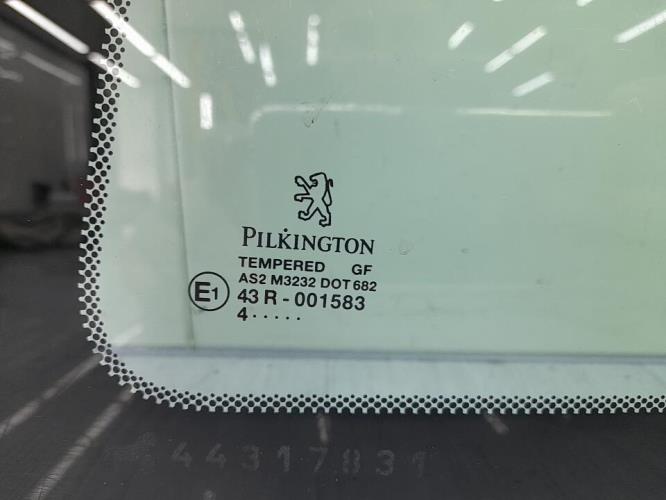 PILKINGTON
TEMPERED GF
AS2 M3232 DOT 682
E1 43 R - 001583
4 · · · · ·
44317831